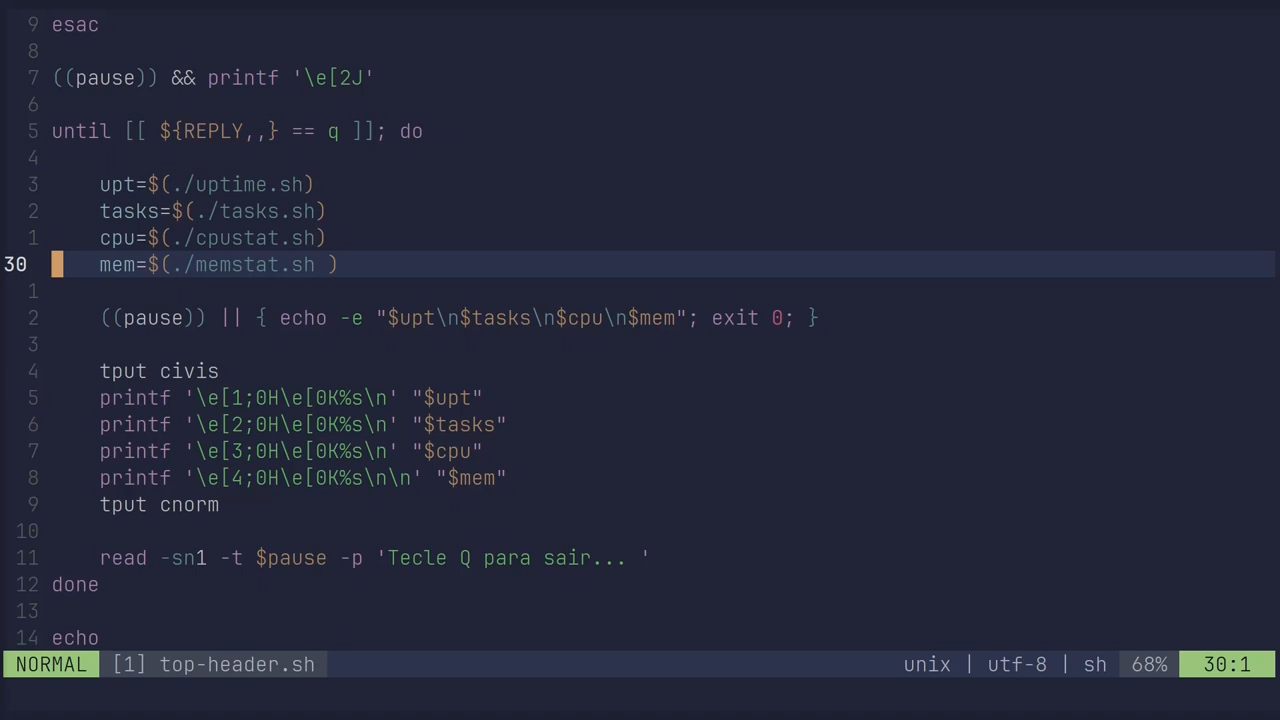 9 esac
8
7 ((pause)) && printf '\e[2J'
6
5 until [[ ${REPLY,,} == q ]]; do
4
3     upt=$(./uptime.sh)
2     tasks=$(./tasks.sh)
1     cpu=$(./cpustat.sh)
30     mem=$(./memstat.sh )
1
2     ((pause)) || { echo -e "$upt\n$tasks\n$cpu\n$mem"; exit 0; }
3
4     tput civis
5     printf '\e[1;0H\e[0K%s\n' "$upt"
6     printf '\e[2;0H\e[0K%s\n' "$tasks"
7     printf '\e[3;0H\e[0K%s\n' "$cpu"
8     printf '\e[4;0H\e[0K%s\n\n' "$mem"
9     tput cnorm
10
11     read -sn1 -t $pause -p 'Tecle Q para sair... '
12 done
13
14 echo
NORMAL [1] top-header.sh unix | utf-8 | sh 68% 30:1